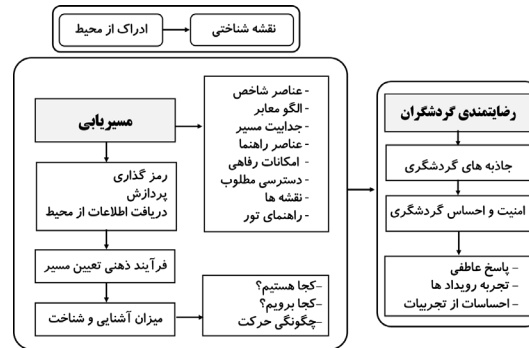 ادراک از محیط
نقشه شناختی
مسیریابی
رمز گذاری
پردازش
دریافت اطلاعات از محیط
فرآیند ذهنی تعیین مسیر
میزان آشنایی و شناخت
- عناصر شاخص
- الگو معابر
- جدابیت مسیر
- عناصر راهنما
- امکانات رفاهی
- دسترسی مطلوب
- نقشه ها
- راهنمای تور
-کجا هستیم؟
-کجا برویم؟
-چگونگی حرکت
رضایتمندی گردشگران
جاذبه های گردشگری
امنیت و احساس گردشگری
- پاسخ عاطفی
- تجربه رویداد ها
- احساسات از تجربیات